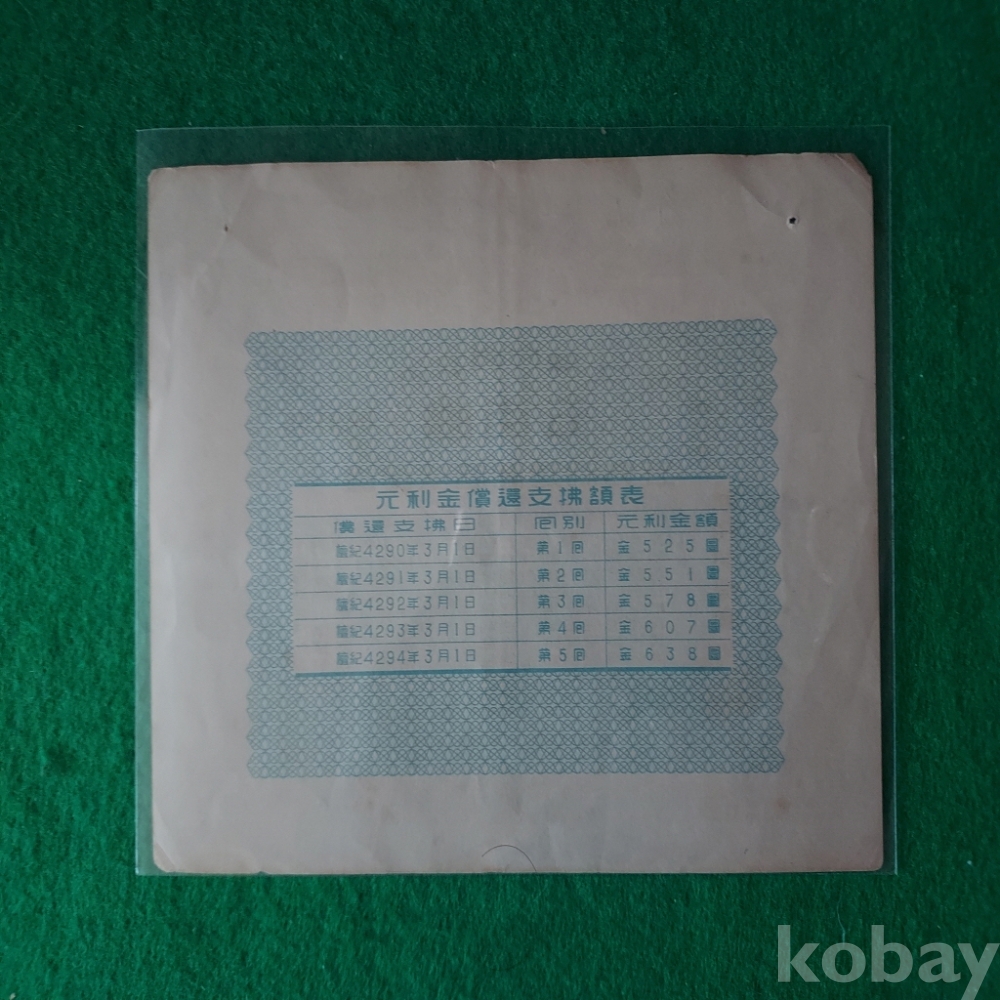 元利金償還支拂額表
償還支拂日 回別 元利金額
檀紀4290年3月1日 第1回 金525圜
檀紀4291年3月1日 第2回 金551圜
檀紀4292年3月1日 第3回 金578圜
檀紀4293年3月1日 第4回 金607圜
檀紀4294年3月1日 第5回 金638圜
kobay